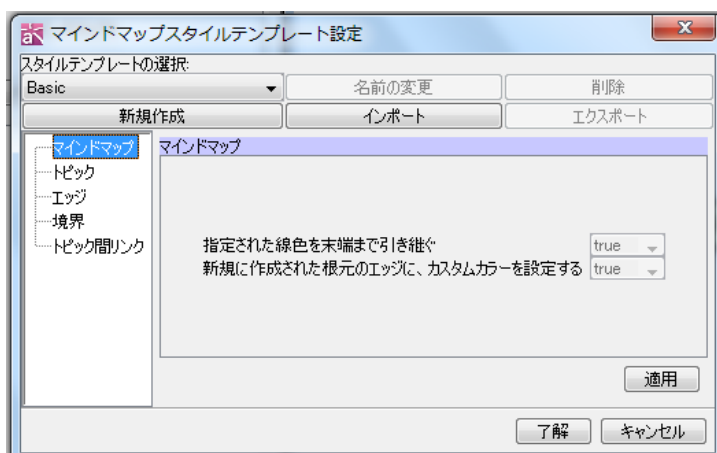 マインドマップスタイルテンプレート設定
スタイルテンプレートの選択:
Basic
名前の変更
削除
新規作成
インポート
エクスポート
マインドマップ
トピック
エッジ
境界
トピック間リンク
マインドマップ
指定された線色を末端まで引き継ぐ
true
新規に作成された根元のエッジに、カスタムカラーを設定する
true
適用
了解
キャンセル